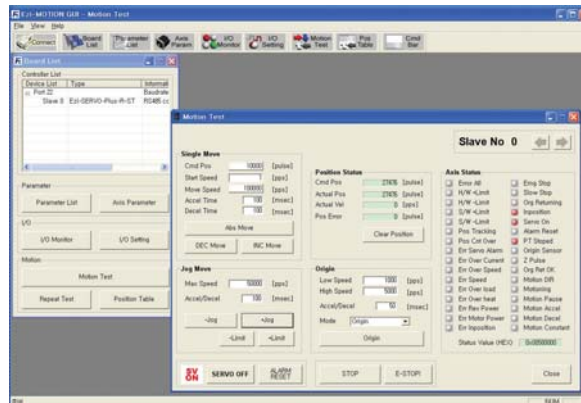 Ezi-MOTION GUI - Motion Test
File View Help
Connect
Board List
Parameter List
Axis Param
I/O Monitor
I/O Setting
Motion Test
Pos Table
Cmd Bar
Board List
Controller List
Device List Type Informati
Port 22 Baudrate
Slave 0 Ezi-SERVO-Plus-R-ST RS485 cc
Parameter
Parameter List Axis Parameter
I/O
I/O Monitor I/O Setting
Motion
Motion Test
Repeat Test Position Table
Motion Test
Slave No 0
Single Move
Cmd Pos 10000 [pulse]
Start Speed 1 [pps]
Move Speed 100000 [pps]
Accel Time 100 [msec]
Decel Time 100 [msec]
Abs Move
DEC Move INC Move
Jog Move
Max Speed 50000 [pps]
Accel/Decel 100 [msec]
-Jog +Jog
-Limit +Limit
Position Status
Cmd Pos 27476 [pulse]
Actual Pos 27476 [pulse]
Actual Vel 0 [pps]
Pos Error 0 [pulse]
Clear Position
Origin
Low Speed 1000 [pps]
High Speed 5000 [pps]
Accel/Decel 50 [msec]
Mode Origin
Origin
Axis Status
Error All Emg Stop
H/W +Limit Slow Stop
H/W -Limit Org Returning
S/W +Limit Inposition
S/W -Limit Servo On
Pos Tracking Alarm Reset
Pos Cnt Over PT Stoped
Err Servo Alarm Origin Sensor
Err Over Current Z Pulse
Err Over Speed Org Ret OK
Err Speed Motion DIR
Err Over load Motioning
Err Over heat Motion Pause
Err Rev Power Motion Accel
Err Motor Power Motion Decel
Err Inposition Motion Constant
Status Value (HEX)
SV ON SERVO OFF ALARM RESET STOP E-STOP! Close
NUM